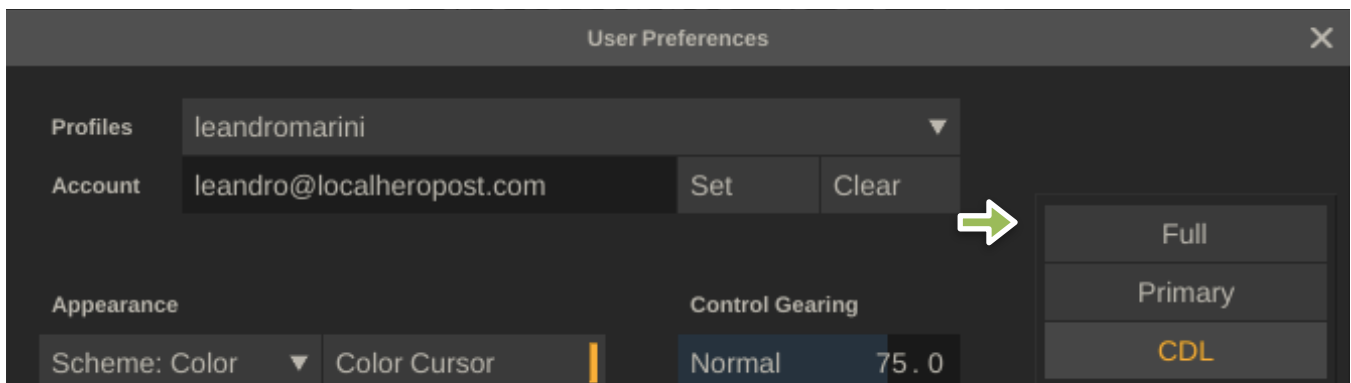 User Preferences
Profiles leandromarini
Account leandro@localheropost.com Set Clear
Full
Primary
Appearance Control Gearing
Scheme: Color Color Cursor Normal 75.0 CDL